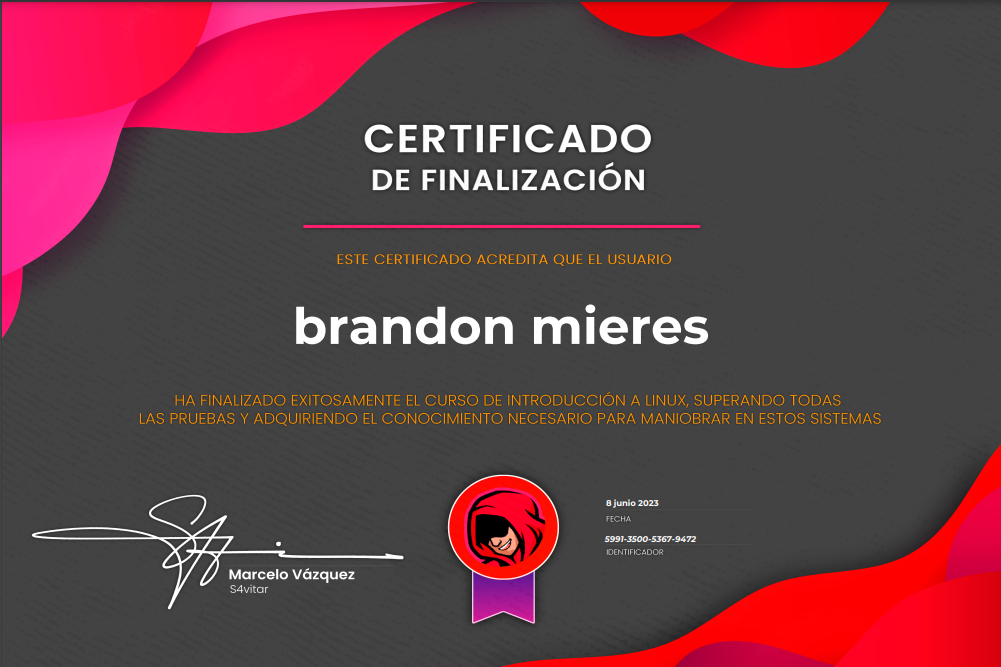 CERTIFICADO
DE FINALIZACIÓN
ESTE CERTIFICADO ACREDITA QUE EL USUARIO
brandon mieres
HA FINALIZADO EXITOSAMENTE EL CURSO DE INTRODUCCIÓN A LINUX, SUPERANDO TODAS
LAS PRUEBAS Y ADQUIRIENDO EL CONOCIMIENTO NECESARIO PARA MANIOBRAR EN ESTOS SISTEMAS
Marcelo Vázquez
S4vitar
8 junio 2023
FECHA
5991-3500-5367-9472
IDENTIFICADOR